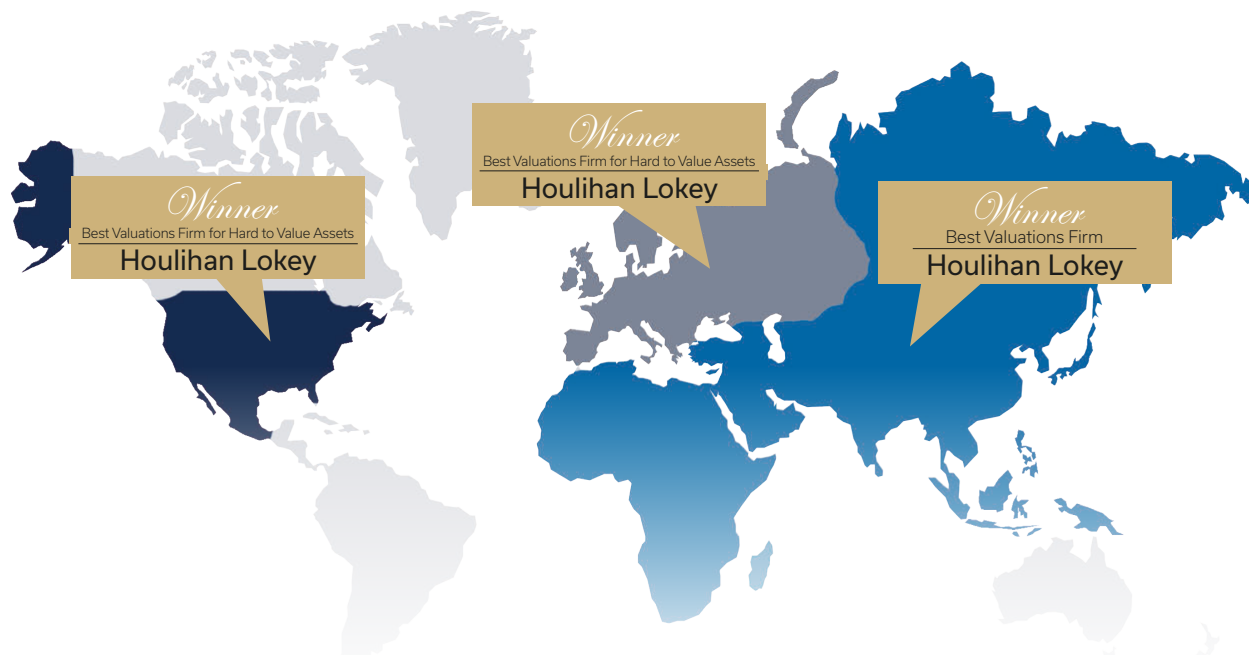 Winner
Best Valuations Firm for Hard to Value Assets
Houlihan Lokey
Winner
Best Valuations Firm for Hard to Value Assets
Houlihan Lokey
Winner
Best Valuations Firm
Houlihan Lokey